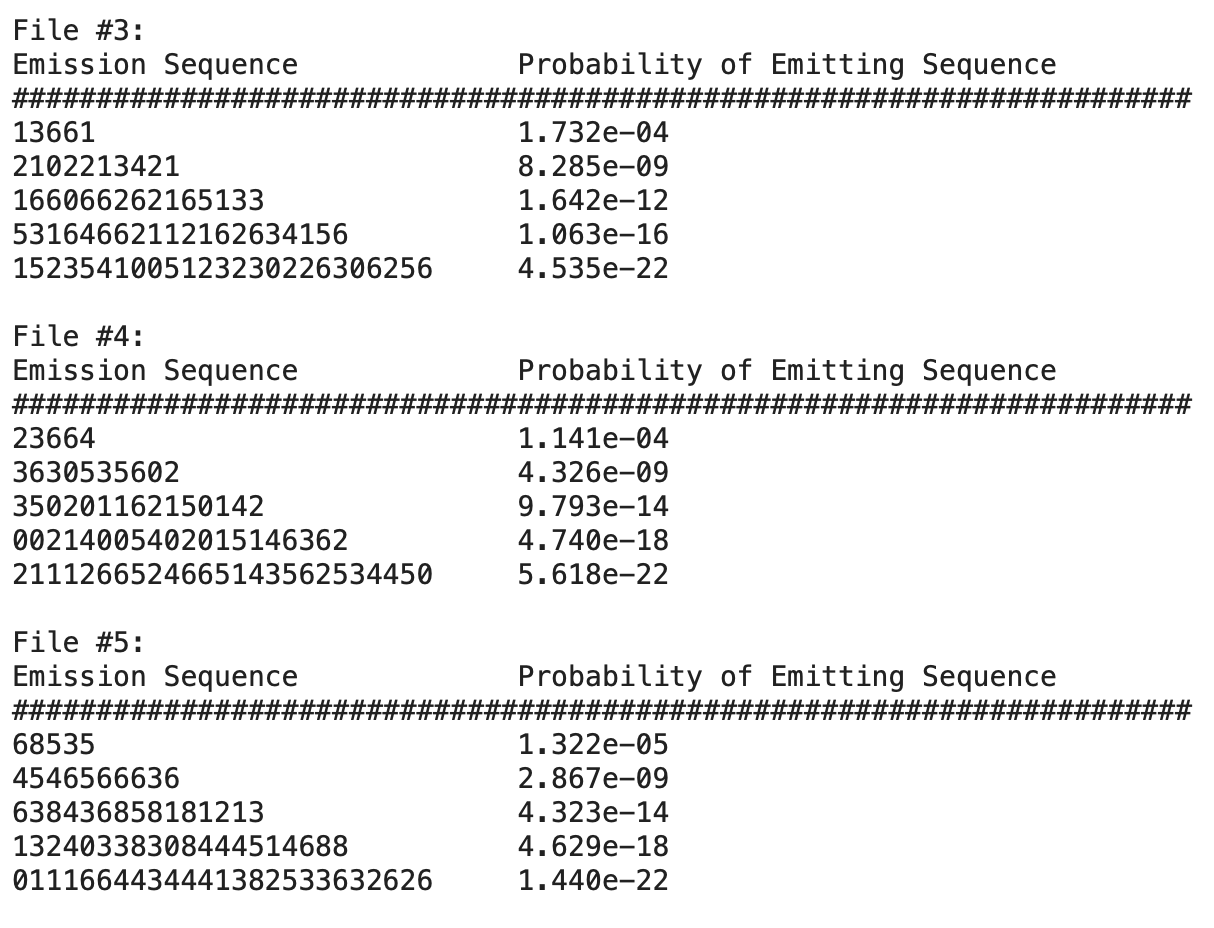 File #3:
Emission Sequence Probability of Emitting Sequence
######################################################################
13661 1.732e-04
2102213421 8.285e-09
166066262165133 1.642e-12
53164662112162634156 1.063e-16
1523541005123230226306256 4.535e-22
File #4:
Emission Sequence Probability of Emitting Sequence
######################################################################
23664 1.141e-04
3630535602 4.326e-09
350201162150142 9.793e-14
00214005402015146362 4.740e-18
2111266524665143562534450 5.618e-22
File #5:
Emission Sequence Probability of Emitting Sequence
######################################################################
68535 1.322e-05
4546566636 2.867e-09
638436858181213 4.323e-14
13240338308444514688 4.629e-18
0111664434441382533632626 1.440e-22